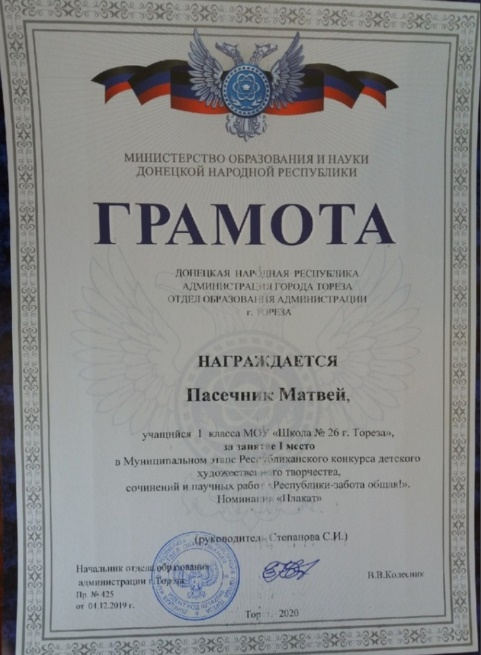 МИНИСТЕРСТВО ОБРАЗОВАНИЯ И НАУКИ
ДОНЕЦКОЙ НАРОДНОЙ РЕСПУБЛИКИ
ГРАМОТА
ДОНЕЦКАЯ НАРОДНАЯ РЕСПУБЛИКА
АДМИНИСТРАЦИЯ ГОРОДА ТОРЕЗА
ОТДЕЛ ОБРАЗОВАНИЯ АДМИНИСТРАЦИИ
г. ТОРЕЗА
НАГРАЖДАЕТСЯ
Пасечник Матвей,
учащийся 1 класса МОУ «Школа № 26 г. Тореза»,
за занятие I место
в Муниципальном этапе Республиканского конкурса детского
художественного творчества,
сочинений и научных работ «Республики-забота общая!».
Номинация «Плакат»
(руководитель Степанова С.И.)
Начальник отдела образования
администрации г.Тореза
В.В.Колесник
Пр. № 425
от 04.12.2019 г.
Торез, 2020